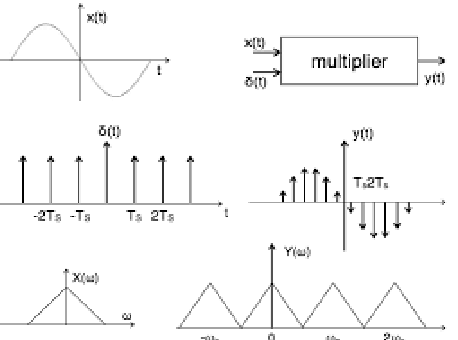 x(t)
t
x(t)
multiplier
δ(t)
y(t)
δ(t)
-2Ts -Ts Ts 2Ts
t
y(t)
Ts2Ts
X(ω)
ω
Y(ω)
0